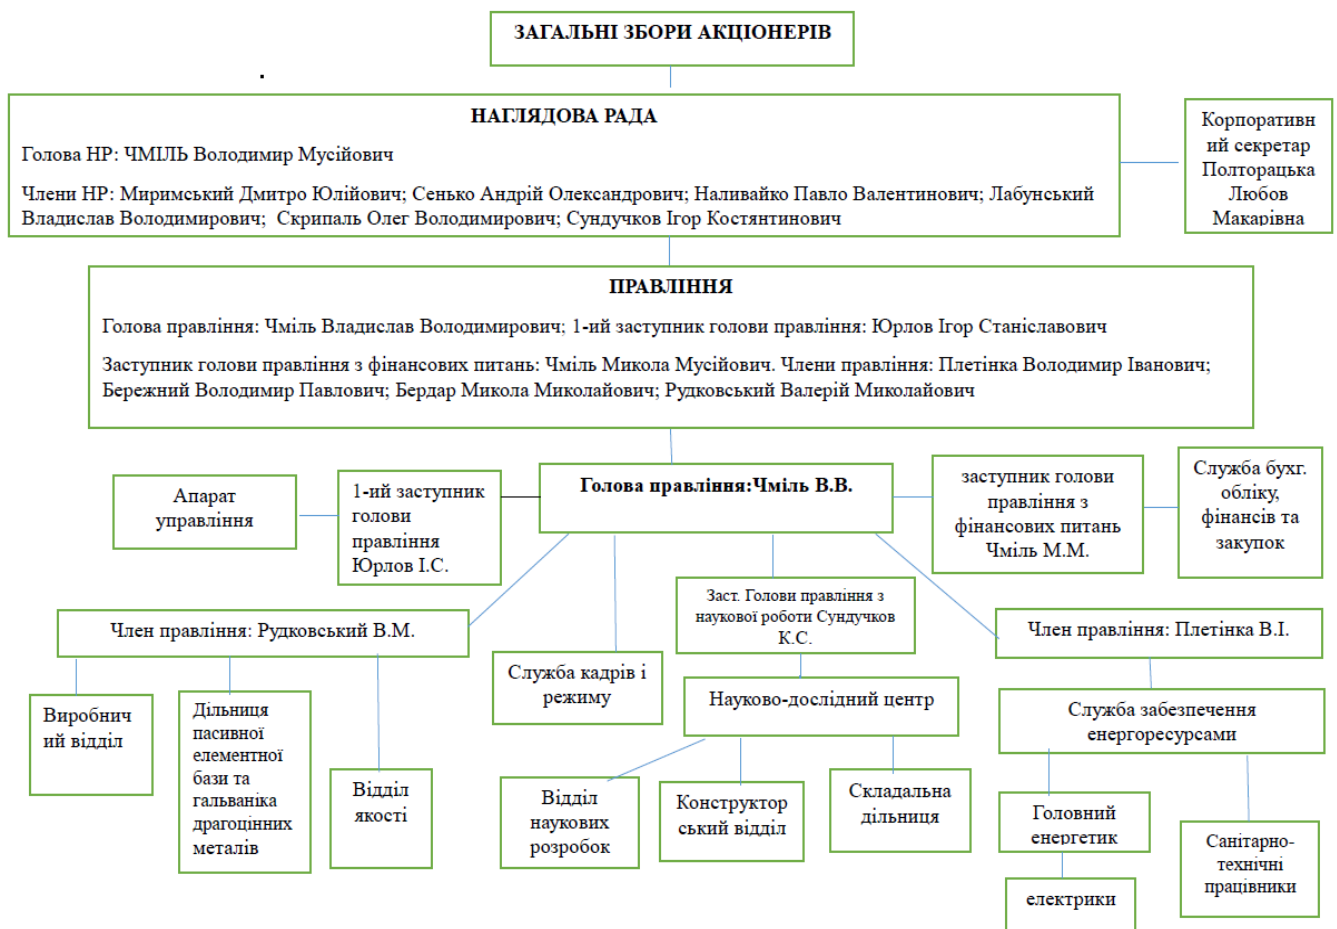 ЗАГАЛЬНІ ЗБОРИ АКЦІОНЕРІВ
.
НАГЛЯДОВА РАДА
Голова НР: ЧМІЛЬ Володимир Мусійович
Члени НР: Миримський Дмитро Юлійович; Сенько Андрій Олександрович; Наливайко Павло Валентинович; Лабунський
Владислав Володимирович; Скрипаль Олег Володимирович; Сундучков Ігор Костянтинович
Корпоративн
ий секретар
Полторацька
Любов
Макарівна
ПРАВЛІННЯ
Голова правління: Чміль Владислав Володимирович; 1-ий заступник голови правління: Юрлов Ігор Станіславович
Заступник голови правління з фінансових питань: Чміль Микола Мусійович. Члени правління: Плетінка Володимир Іванович;
Бережний Володимир Павлович; Бердар Микола Миколайович; Рудковський Валерій Миколайович
Апарат
управління
1-ий заступник
голови
правління
Юрлов І.С.
Голова правління:Чміль В.В.
заступник голови
правління з
фінансових питань
Чміль М.М.
Служба бухг.
обліку,
фінансів та
закупок
Член правління: Рудковський В.М.
Служба кадрів і
режиму
Заст. Голови правління з
наукової роботи Сундучков
К.С.
Член правління: Плетінка В.І.
Виробнич
ий відділ
Дільниця
пасивної
елементної
бази та
гальваніка
драгоцінних
металів
Відділ
якості
Науково-дослідний центр
Відділ
наукових
розробок
Конструктор
ський відділ
Складальна
дільниця
Служба забезпечення
енергоресурсами
Головний
енергетик
електрики
Санітарно-
технічні
працівники